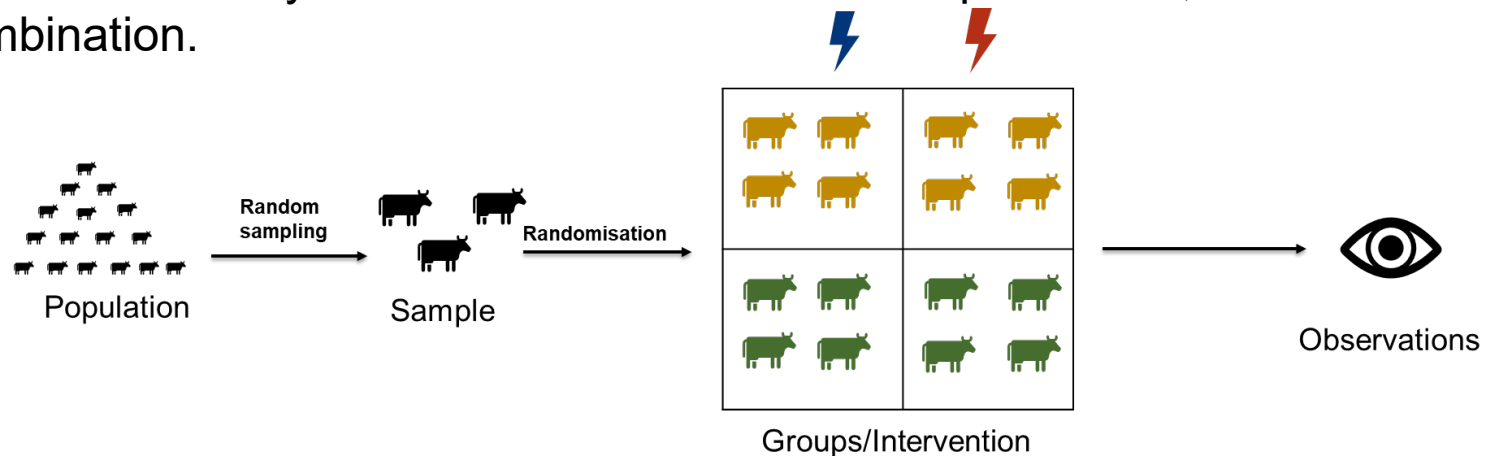 mbination.
Random
sampling
Randomisation
Population
Sample
Observations
Groups/Intervention